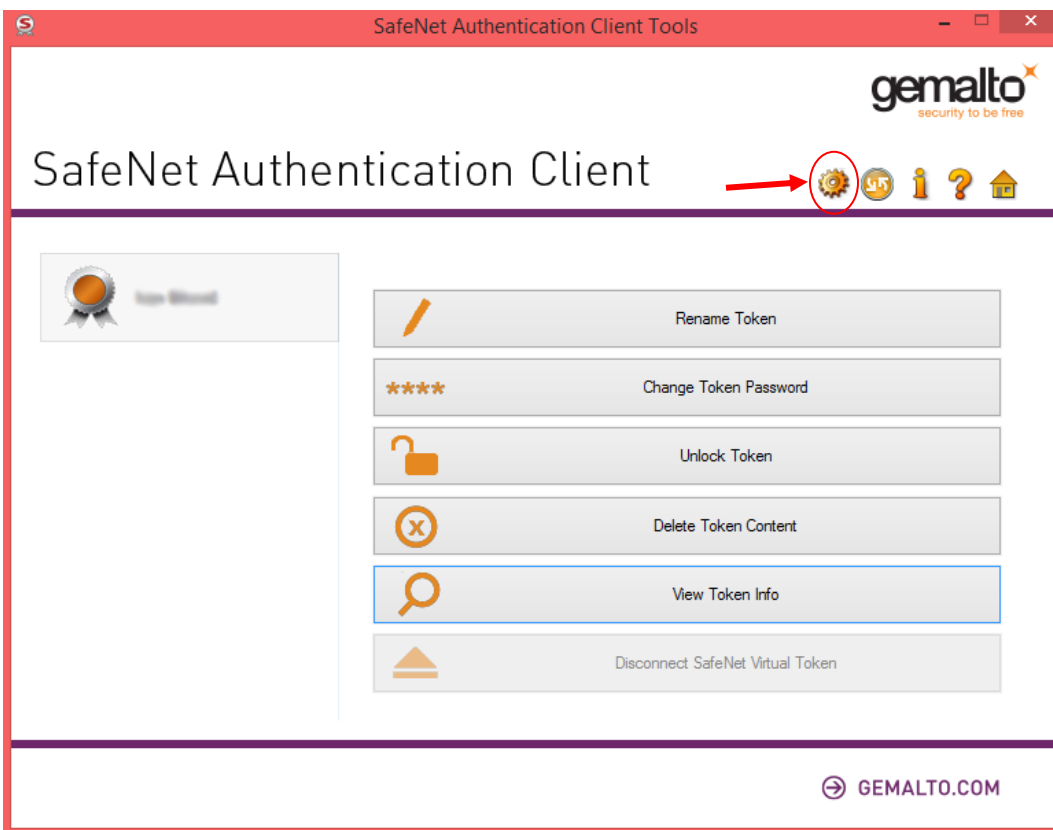 SafeNet Authentication Client Tools
gemalto
security to be free
SafeNet Authentication Client
Rename Token
**** Change Token Password
Unlock Token
Delete Token Content
View Token Info
Disconnect SafeNet Virtual Token
GEMALTO.COM